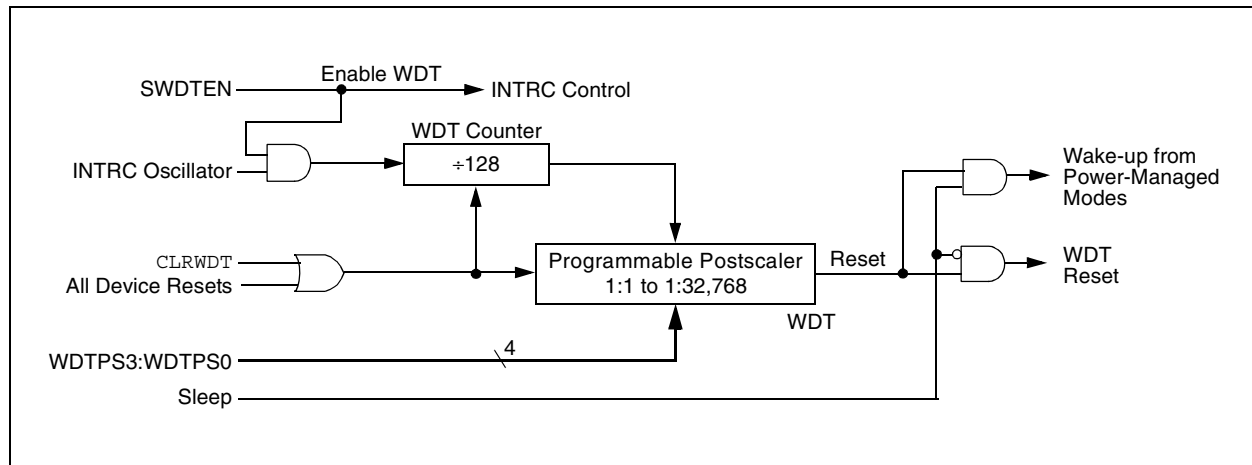 Enable WDT
SWDTEN
INTRC Control
WDT Counter
INTRC Oscillator
÷128
Wake-up from
Power-Managed
Modes
CLRWDT
All Device Resets
Programmable Postscaler
1:1 to 1:32,768
Reset
WDT
Reset
WDT
4
WDTPS3:WDTPS0
Sleep